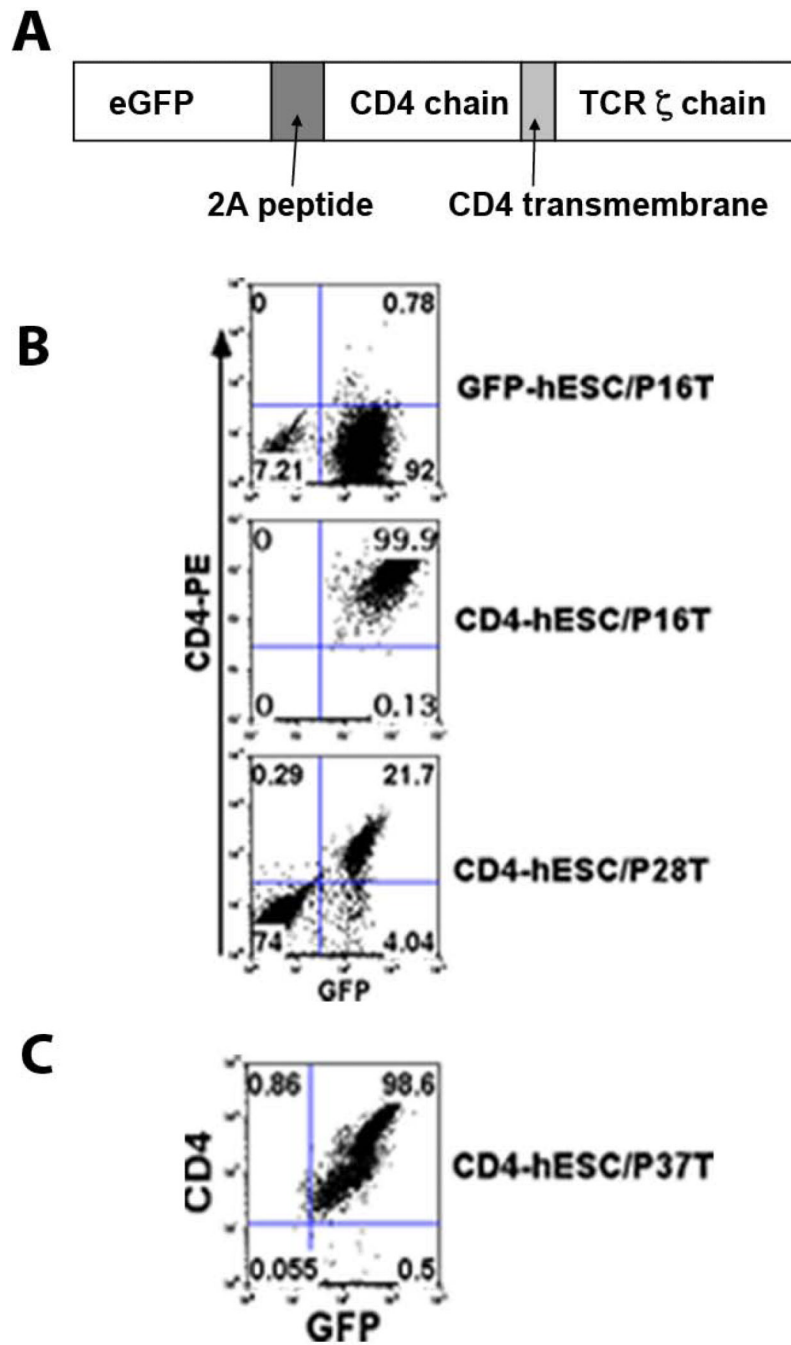 A
eGFP CD4 chain TCR ζ chain
2A peptide CD4 transmembrane
B
0 0.78
GFP-hESC/P16T
7.21 92
0 99.9
CD4-PE
CD4-hESC/P16T
0 0.13
0.29 21.7
CD4-hESC/P28T
74 4.04
GFP
C
0.86 98.6
CD4
CD4-hESC/P37T
0.055 0.5
GFP